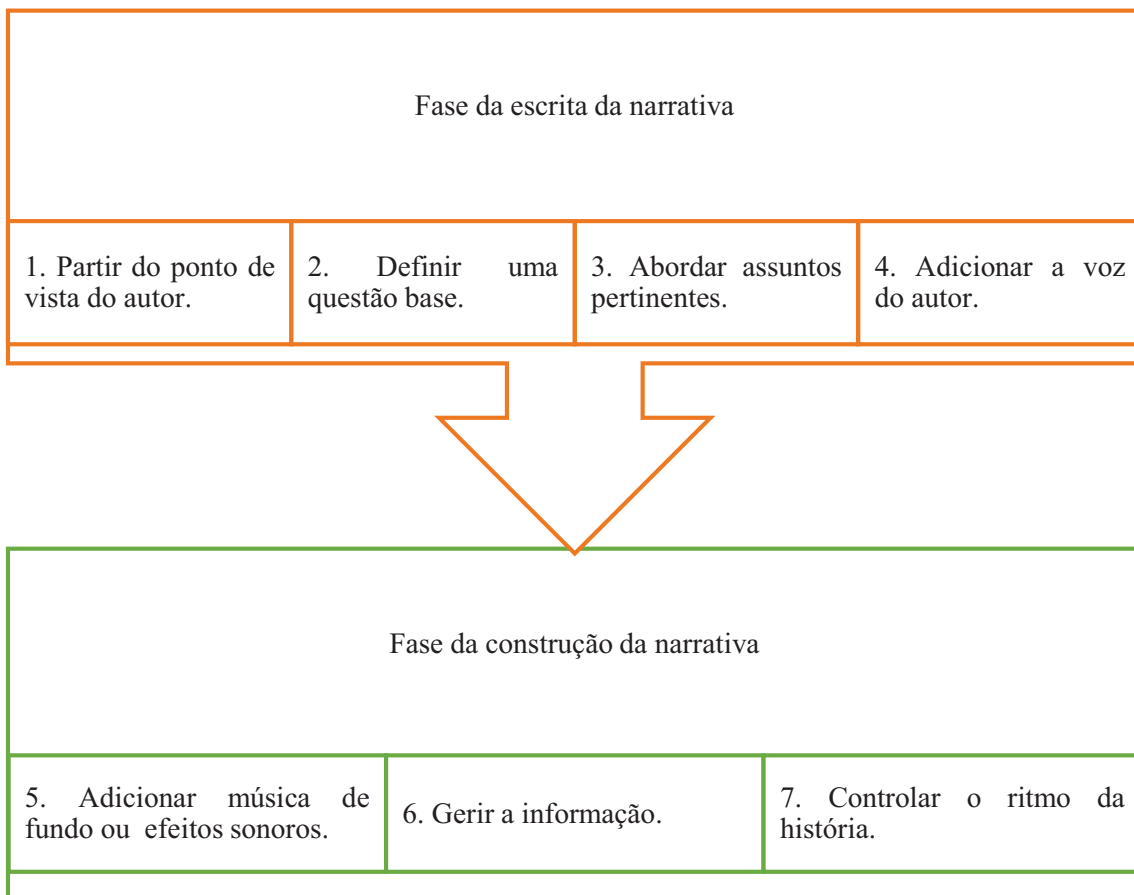 Fase da escrita da narrativa
1. Partir do ponto de
vista do autor.
2. Definir uma
questão base.
3. Abordar assuntos
pertinentes.
4. Adicionar a voz
do autor.
Fase da construção da narrativa
5. Adicionar música de
fundo ou efeitos sonoros.
6. Gerir a informação.
7. Controlar o ritmo da
história.